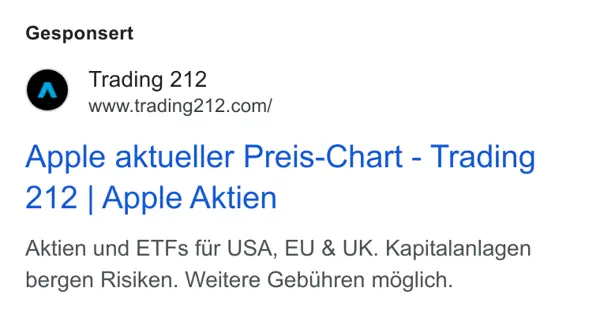 Gesponsert
Trading 212
www.trading212.com/
Apple aktueller Preis-Chart - Trading
212 | Apple Aktien
Aktien und ETFs für USA, EU & UK. Kapitalanlagen
bergen Risiken. Weitere Gebühren möglich.